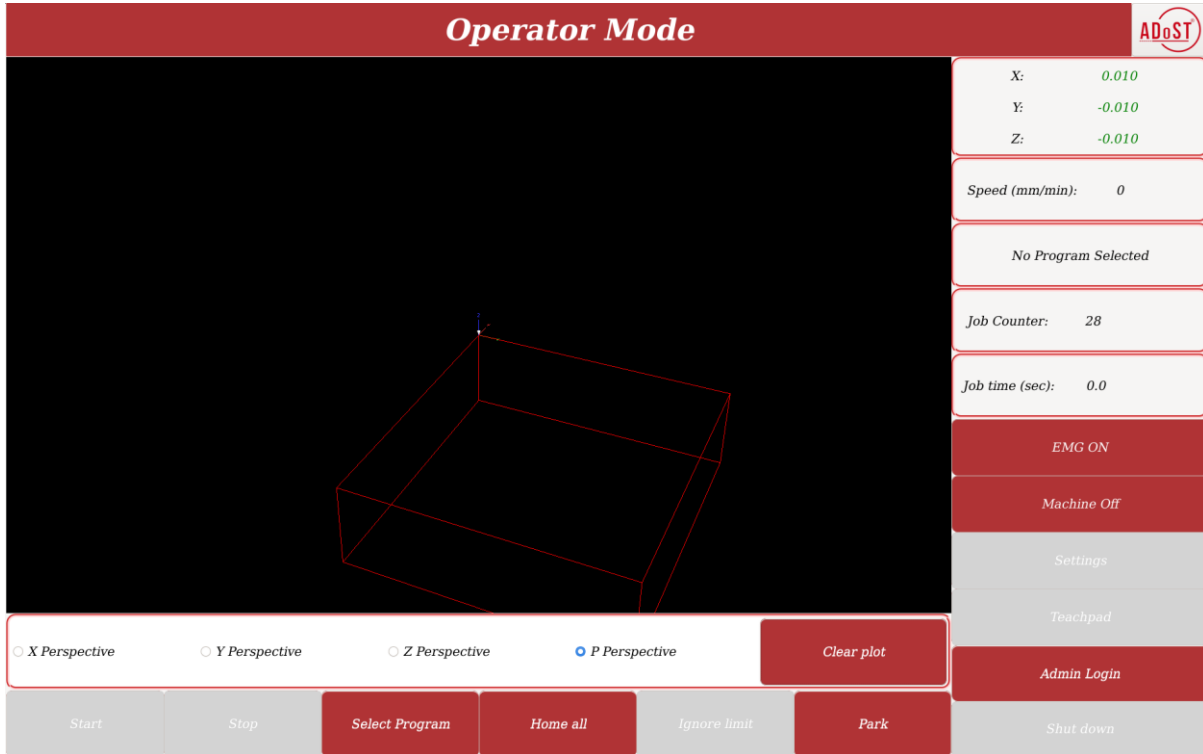 Operator Mode
ADoST
X: 0.010
Y: -0.010
Z: -0.010
Speed (mm/min): 0
No Program Selected
Job Counter: 28
Job time (sec): 0.0
EMG ON
Machine Off
Settings
Teachpad
Admin Login
Shut down
X Perspective Y Perspective Z Perspective P Perspective Clear plot
Start Stop Select Program Home all Ignore limit Park